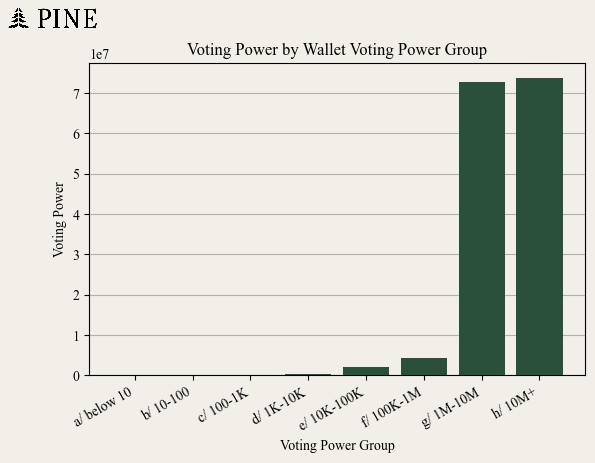 PINE
Voting Power by Wallet Voting Power Group
1e7
Voting Power
7
6
5
4
3
2
1
0
a/ below 10
b/ 10-100
c/ 100-1K
d/ 1K-10K
e/ 10K-100K
f/ 100K-1M
g/ 1M-10M
h/ 10M+
Voting Power Group